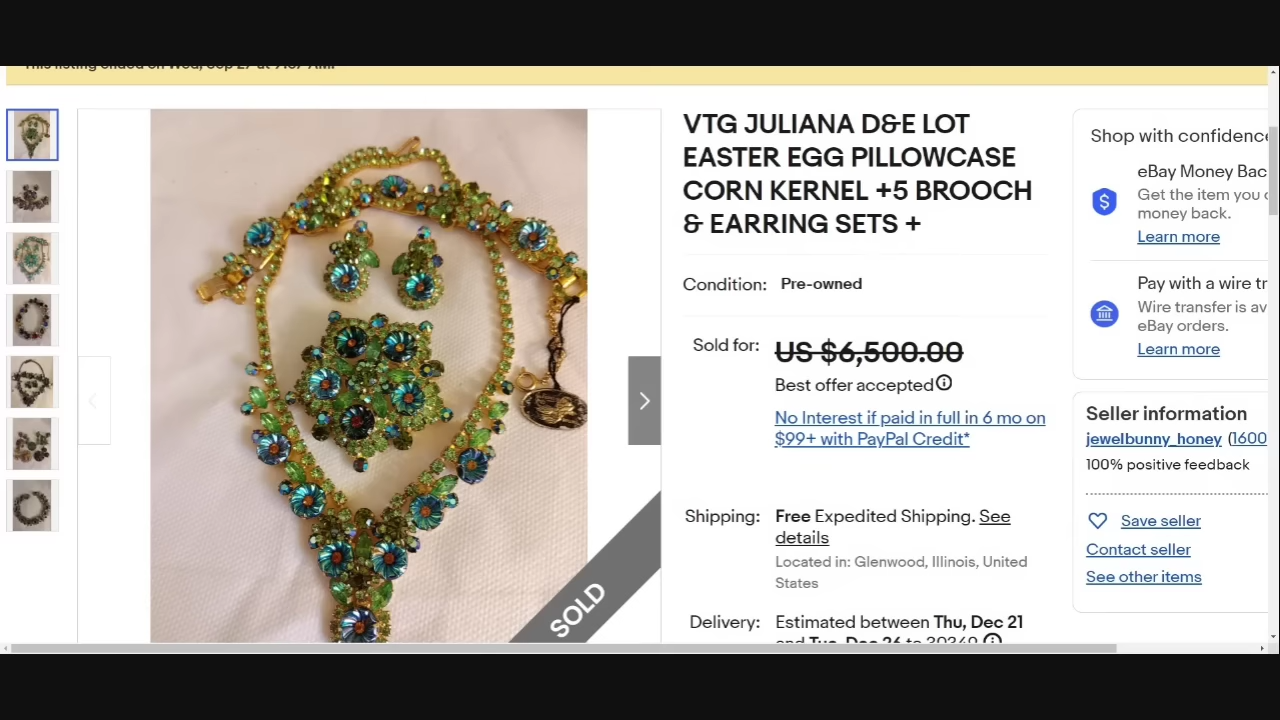 VTG JULIANA D&E LOT
EASTER EGG PILLOWCASE
CORN KERNEL +5 BROOCH
& EARRING SETS +
Condition: Pre-owned
Sold for: US $6,500.00
Best offer accepted
No Interest if paid in full in 6 mo on
$99+ with PayPal Credit*
Shipping: Free Expedited Shipping. See
details
Located in: Glenwood, Illinois, United
States
Delivery: Estimated between Thu, Dec 21
SOLD
Shop with confidence
eBay Money Bac
Get the item you
money back.
Learn more
Pay with a wire tr
Wire transfer is av
eBay orders.
Learn more
Seller information
jewelbunny_honey (1600
100% positive feedback
Save seller
Contact seller
See other items